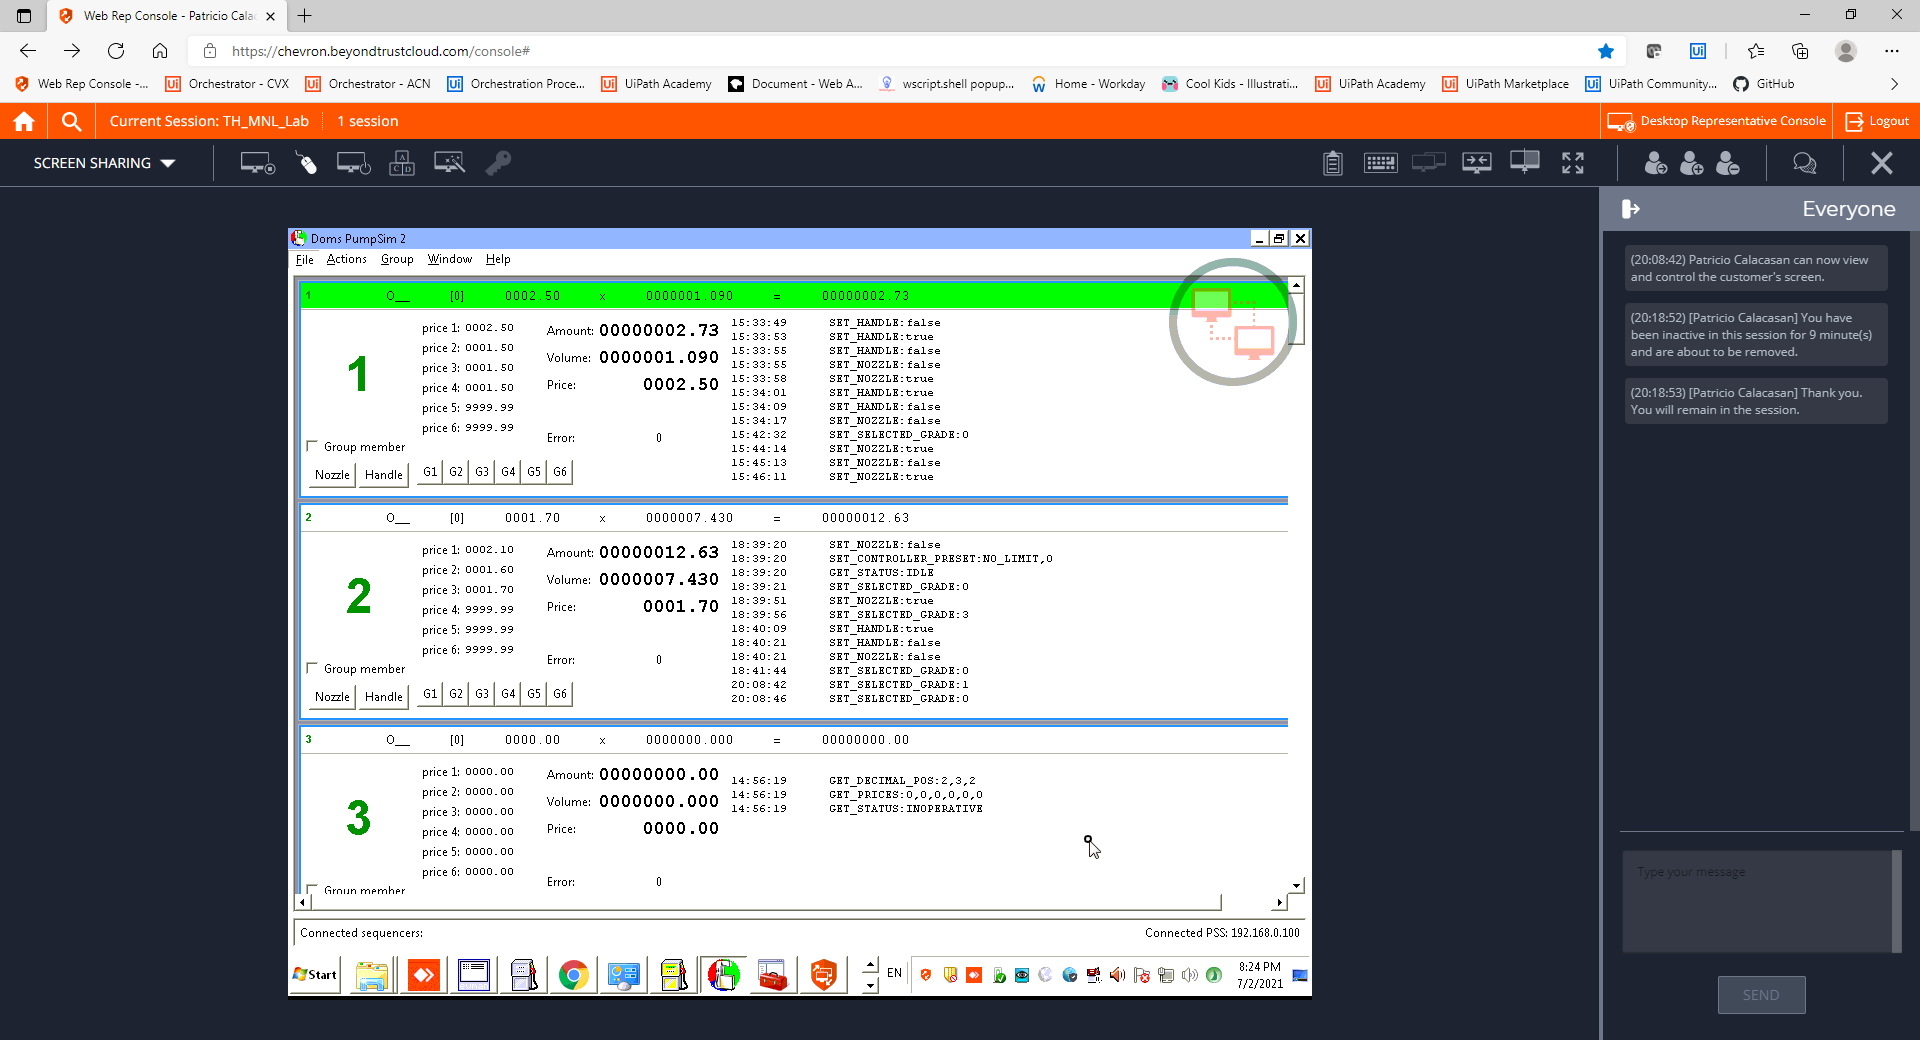 Web Rep Console - Patricio Cala
https://chevron.beyondtrustcloud.com/console#
Web Rep Console -... Orchestrator - CVX Orchestrator - ACN Orchestration Proce... UiPath Academy Document - Web A... wscript.shell popup... Home - Workday Cool Kids - Illustrati... UiPath Academy UiPath Marketplace UiPath Community... GitHub
Current Session: TH_MNL_Lab 1 session Desktop Representative Console Logout
SCREEN SHARING
Everyone
(20:08:42) Patricio Calacasan can now view
and control the customer's screen.
(20:18:52) [Patricio Calacasan] You have
been inactive in this session for 9 minute(s)
and are about to be removed.
(20:18:53) [Patricio Calacasan] Thank you.
You will remain in the session.
Type your message
SEND
Doms PumpSim 2
File Actions Group Window Help
1 O__ [0] 0002.50 x 0000001.090 = 00000002.73
1
price 1: 0002.50
price 2: 0001.50
price 3: 0001.50
price 4: 0001.50
price 5: 9999.99
price 6: 9999.99
Group member
Nozzle Handle G1 G2 G3 G4 G5 G6
Amount: 00000002.73
Volume: 0000001.090
Price: 0002.50
Error: 0
15:33:49 SET_HANDLE:false
15:33:53 SET_HANDLE:true
15:33:55 SET_HANDLE:false
15:33:55 SET_NOZZLE:false
15:33:58 SET_NOZZLE:true
15:34:01 SET_HANDLE:true
15:34:09 SET_HANDLE:false
15:34:17 SET_NOZZLE:false
15:42:32 SET_SELECTED_GRADE:0
15:44:14 SET_NOZZLE:true
15:45:13 SET_NOZZLE:false
15:46:11 SET_NOZZLE:true
2 O__ [0] 0001.70 x 0000007.430 = 00000012.63
2
price 1: 0002.10
price 2: 0001.60
price 3: 0001.70
price 4: 9999.99
price 5: 9999.99
price 6: 9999.99
Group member
Nozzle Handle G1 G2 G3 G4 G5 G6
Amount: 00000012.63
Volume: 0000007.430
Price: 0001.70
Error: 0
18:39:20 SET_NOZZLE:false
18:39:20 SET_CONTROLLER_PRESET:NO_LIMIT,0
18:39:20 GET_STATUS:IDLE
18:39:21 SET_SELECTED_GRADE:0
18:39:51 SET_NOZZLE:true
18:39:56 SET_SELECTED_GRADE:3
18:40:09 SET_HANDLE:true
18:40:21 SET_HANDLE:false
18:40:21 SET_NOZZLE:false
18:41:44 SET_SELECTED_GRADE:0
20:08:42 SET_SELECTED_GRADE:1
20:08:46 SET_SELECTED_GRADE:0
3 O__ [0] 0000.00 x 0000000.000 = 00000000.00
3
price 1: 0000.00
price 2: 0000.00
price 3: 0000.00
price 4: 0000.00
price 5: 0000.00
price 6: 0000.00
Group member
Amount: 00000000.00
Volume: 0000000.000
Price: 0000.00
Error: 0
14:56:19 GET_DECIMAL_POS:2,3,2
14:56:19 GET_PRICES:0,0,0,0,0,0
14:56:19 GET_STATUS:INOPERATIVE
Connected sequencers: Connected PSS: 192.168.0.100
Start EN 8:24 PM
7/2/2021